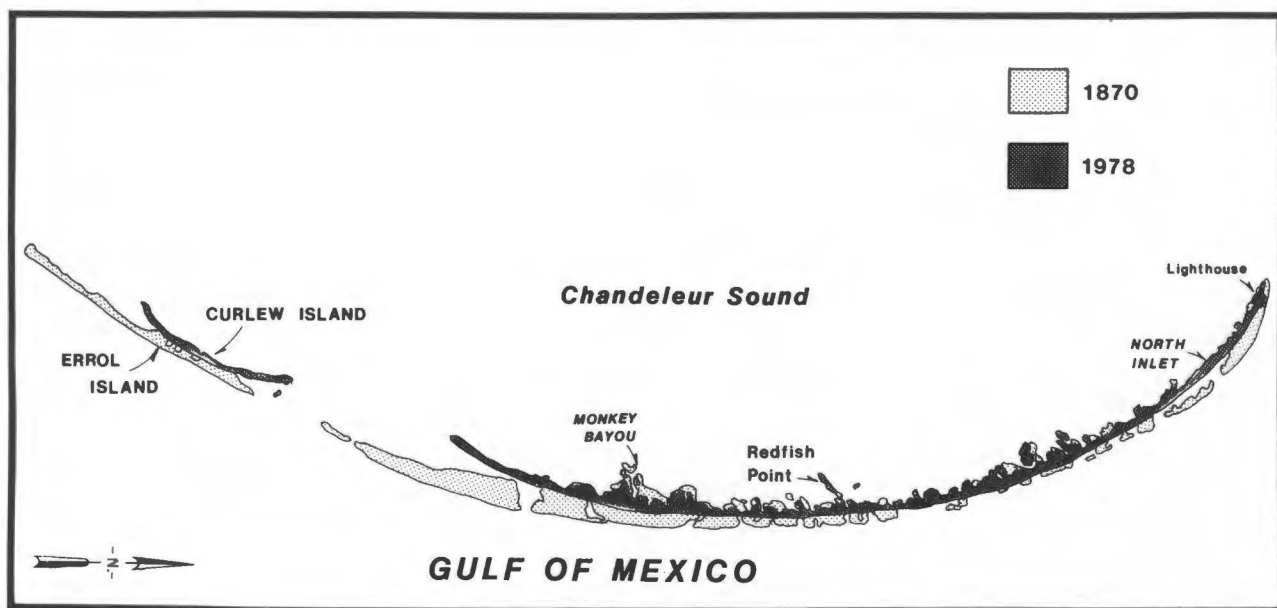 1870
1978
Lighthouse
Chandeleur Sound
CURLEW ISLAND
NORTH
INLET
ERROL
ISLAND
MONKEY
BAYOU
Redfish
Point
N
GULF OF MEXICO